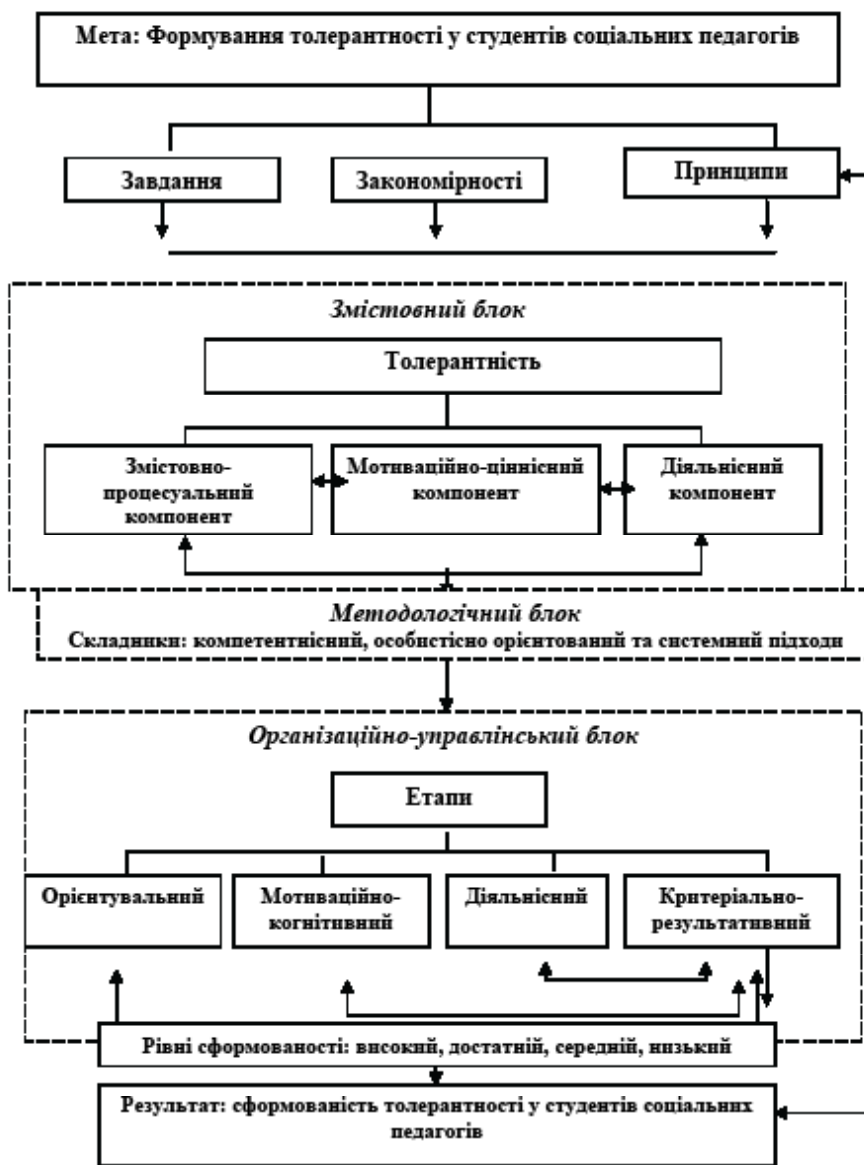 Мета: Формування толерантності у студентів соціальних педагогів
Завдання
Закономірності
Принципи
Змістовний блок
Толерантність
Змістовно-
процесуальний
компонент
Мотиваційно-ціннісний
компонент
Діяльнісний
компонент
Методологічний блок
Складники: компетентнісний, особистісно орієнтований та системний підходи
Організаційно-управлінський блок
Етапи
Орієнтувальний
Мотиваційно-
когнітивний
Діяльнісний
Критеріально-
результативний
Рівні сформованості: високий, достатній, середній, низький
Результат: сформованість толерантності у студентів соціальних
педагогів